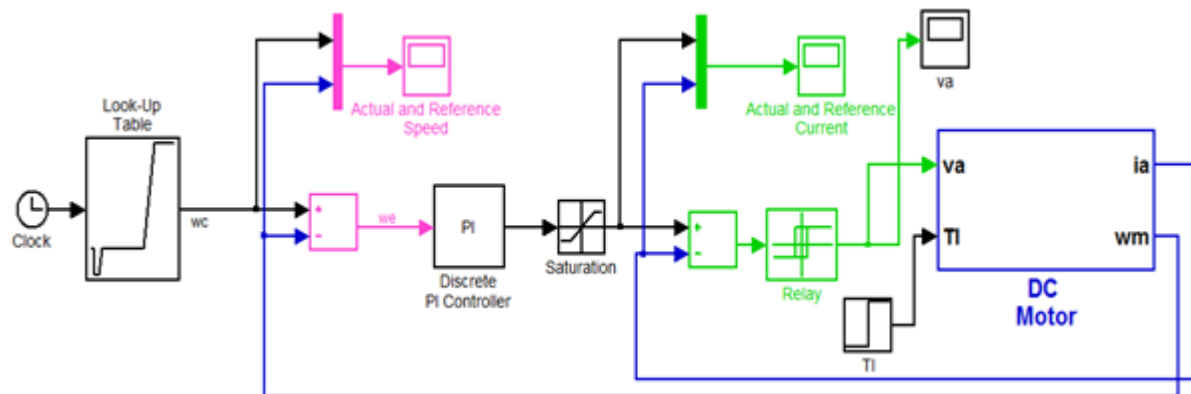 Look-Up
Table
Clock
wc
Actual and Reference
Speed
+
−
we
PI
Discrete
PI Controller
Saturation
Actual and Reference
Current
+
−
Relay
va
va
Tl
ia
wm
DC
Motor
Tl